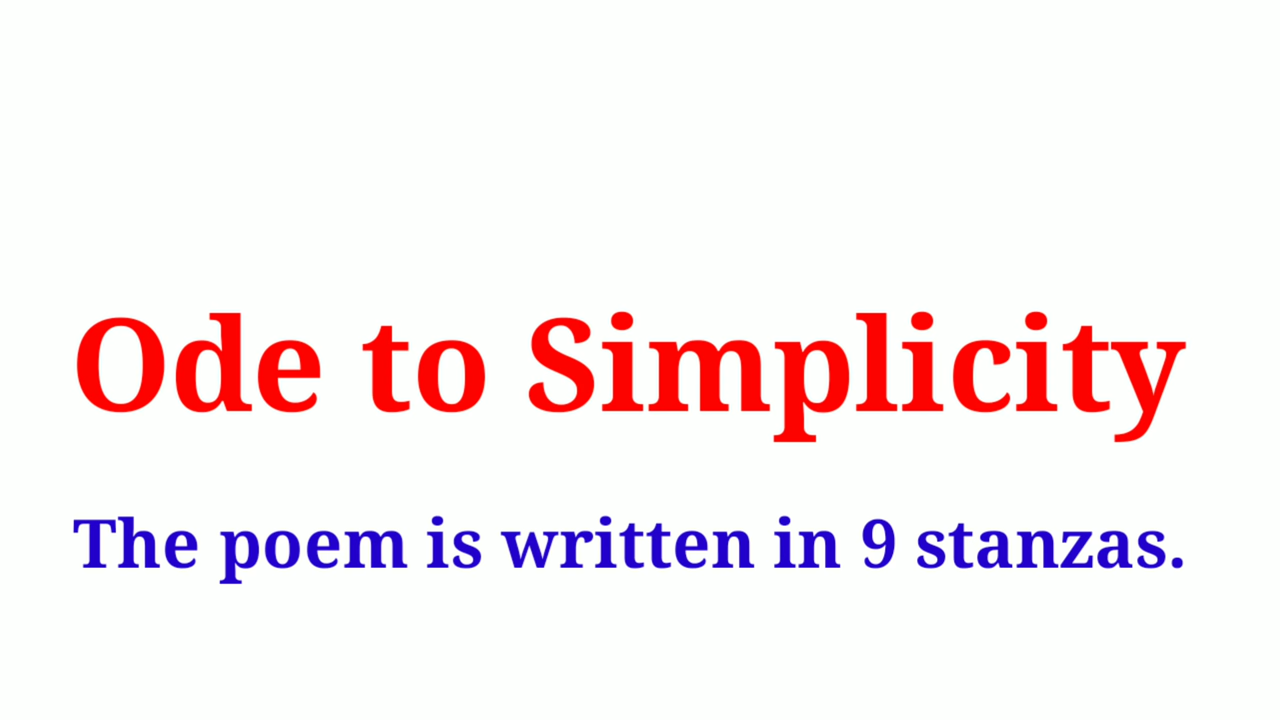 Ode to Simplicity
The poem is written in 9 stanzas.